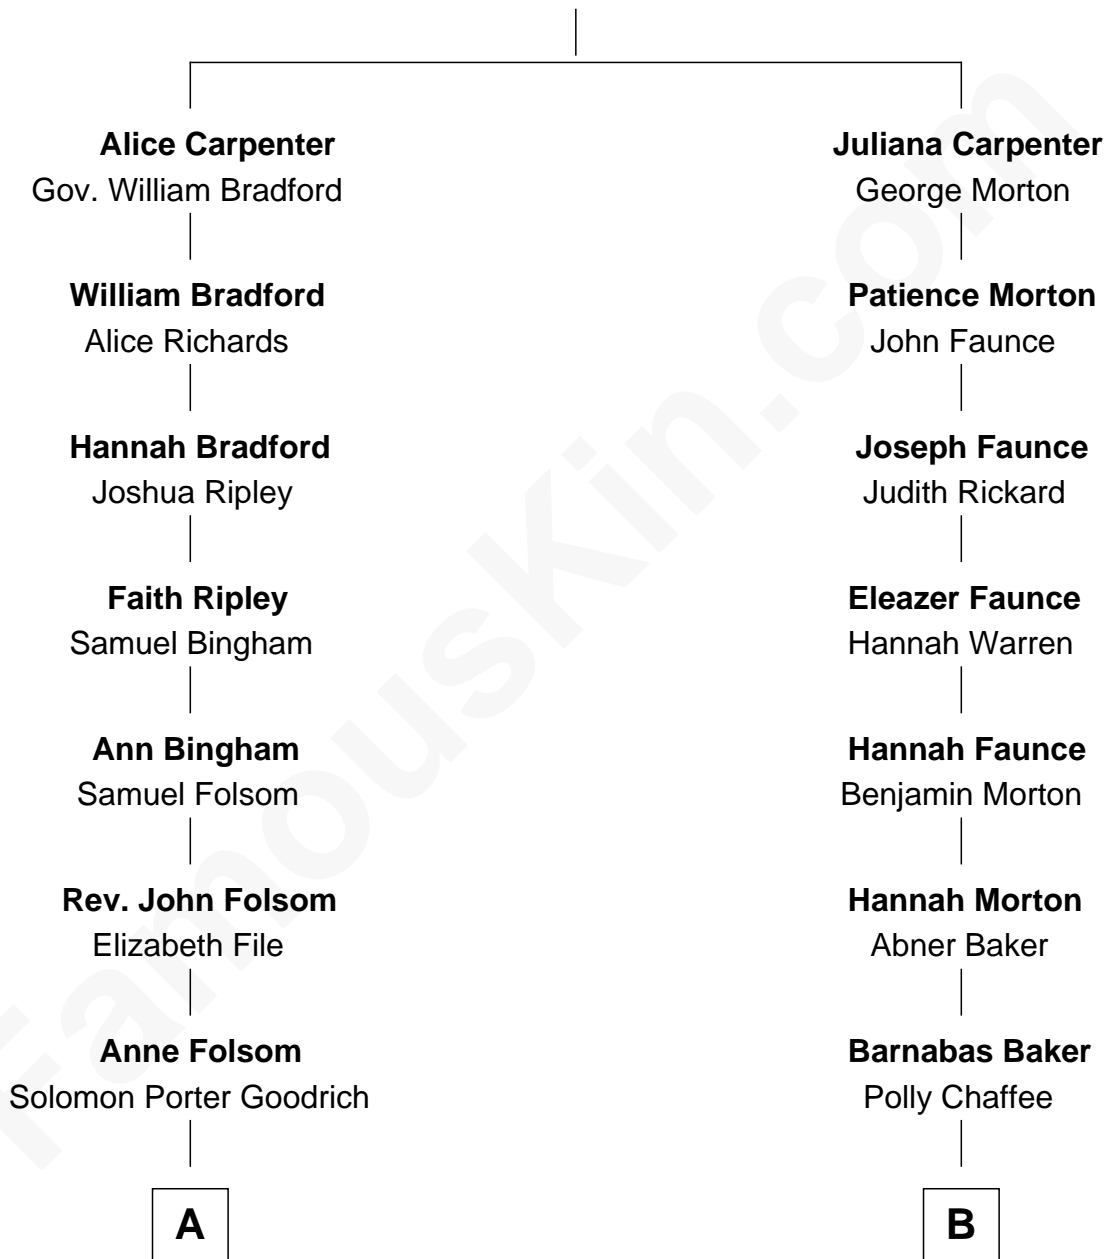 Alice Carpenter
Gov. William Bradford
William Bradford
Alice Richards
Hannah Bradford
Joshua Ripley
Faith Ripley
Samuel Bingham
Ann Bingham
Samuel Folsom
Rev. John Folsom
Elizabeth File
Anne Folsom
Solomon Porter Goodrich
A
Juliana Carpenter
George Morton
Patience Morton
John Faunce
Joseph Faunce
Judith Rickard
Eleazer Faunce
Hannah Warren
Hannah Faunce
Benjamin Morton
Hannah Morton
Abner Baker
Barnabas Baker
Polly Chaffee
B
FamousKin.com